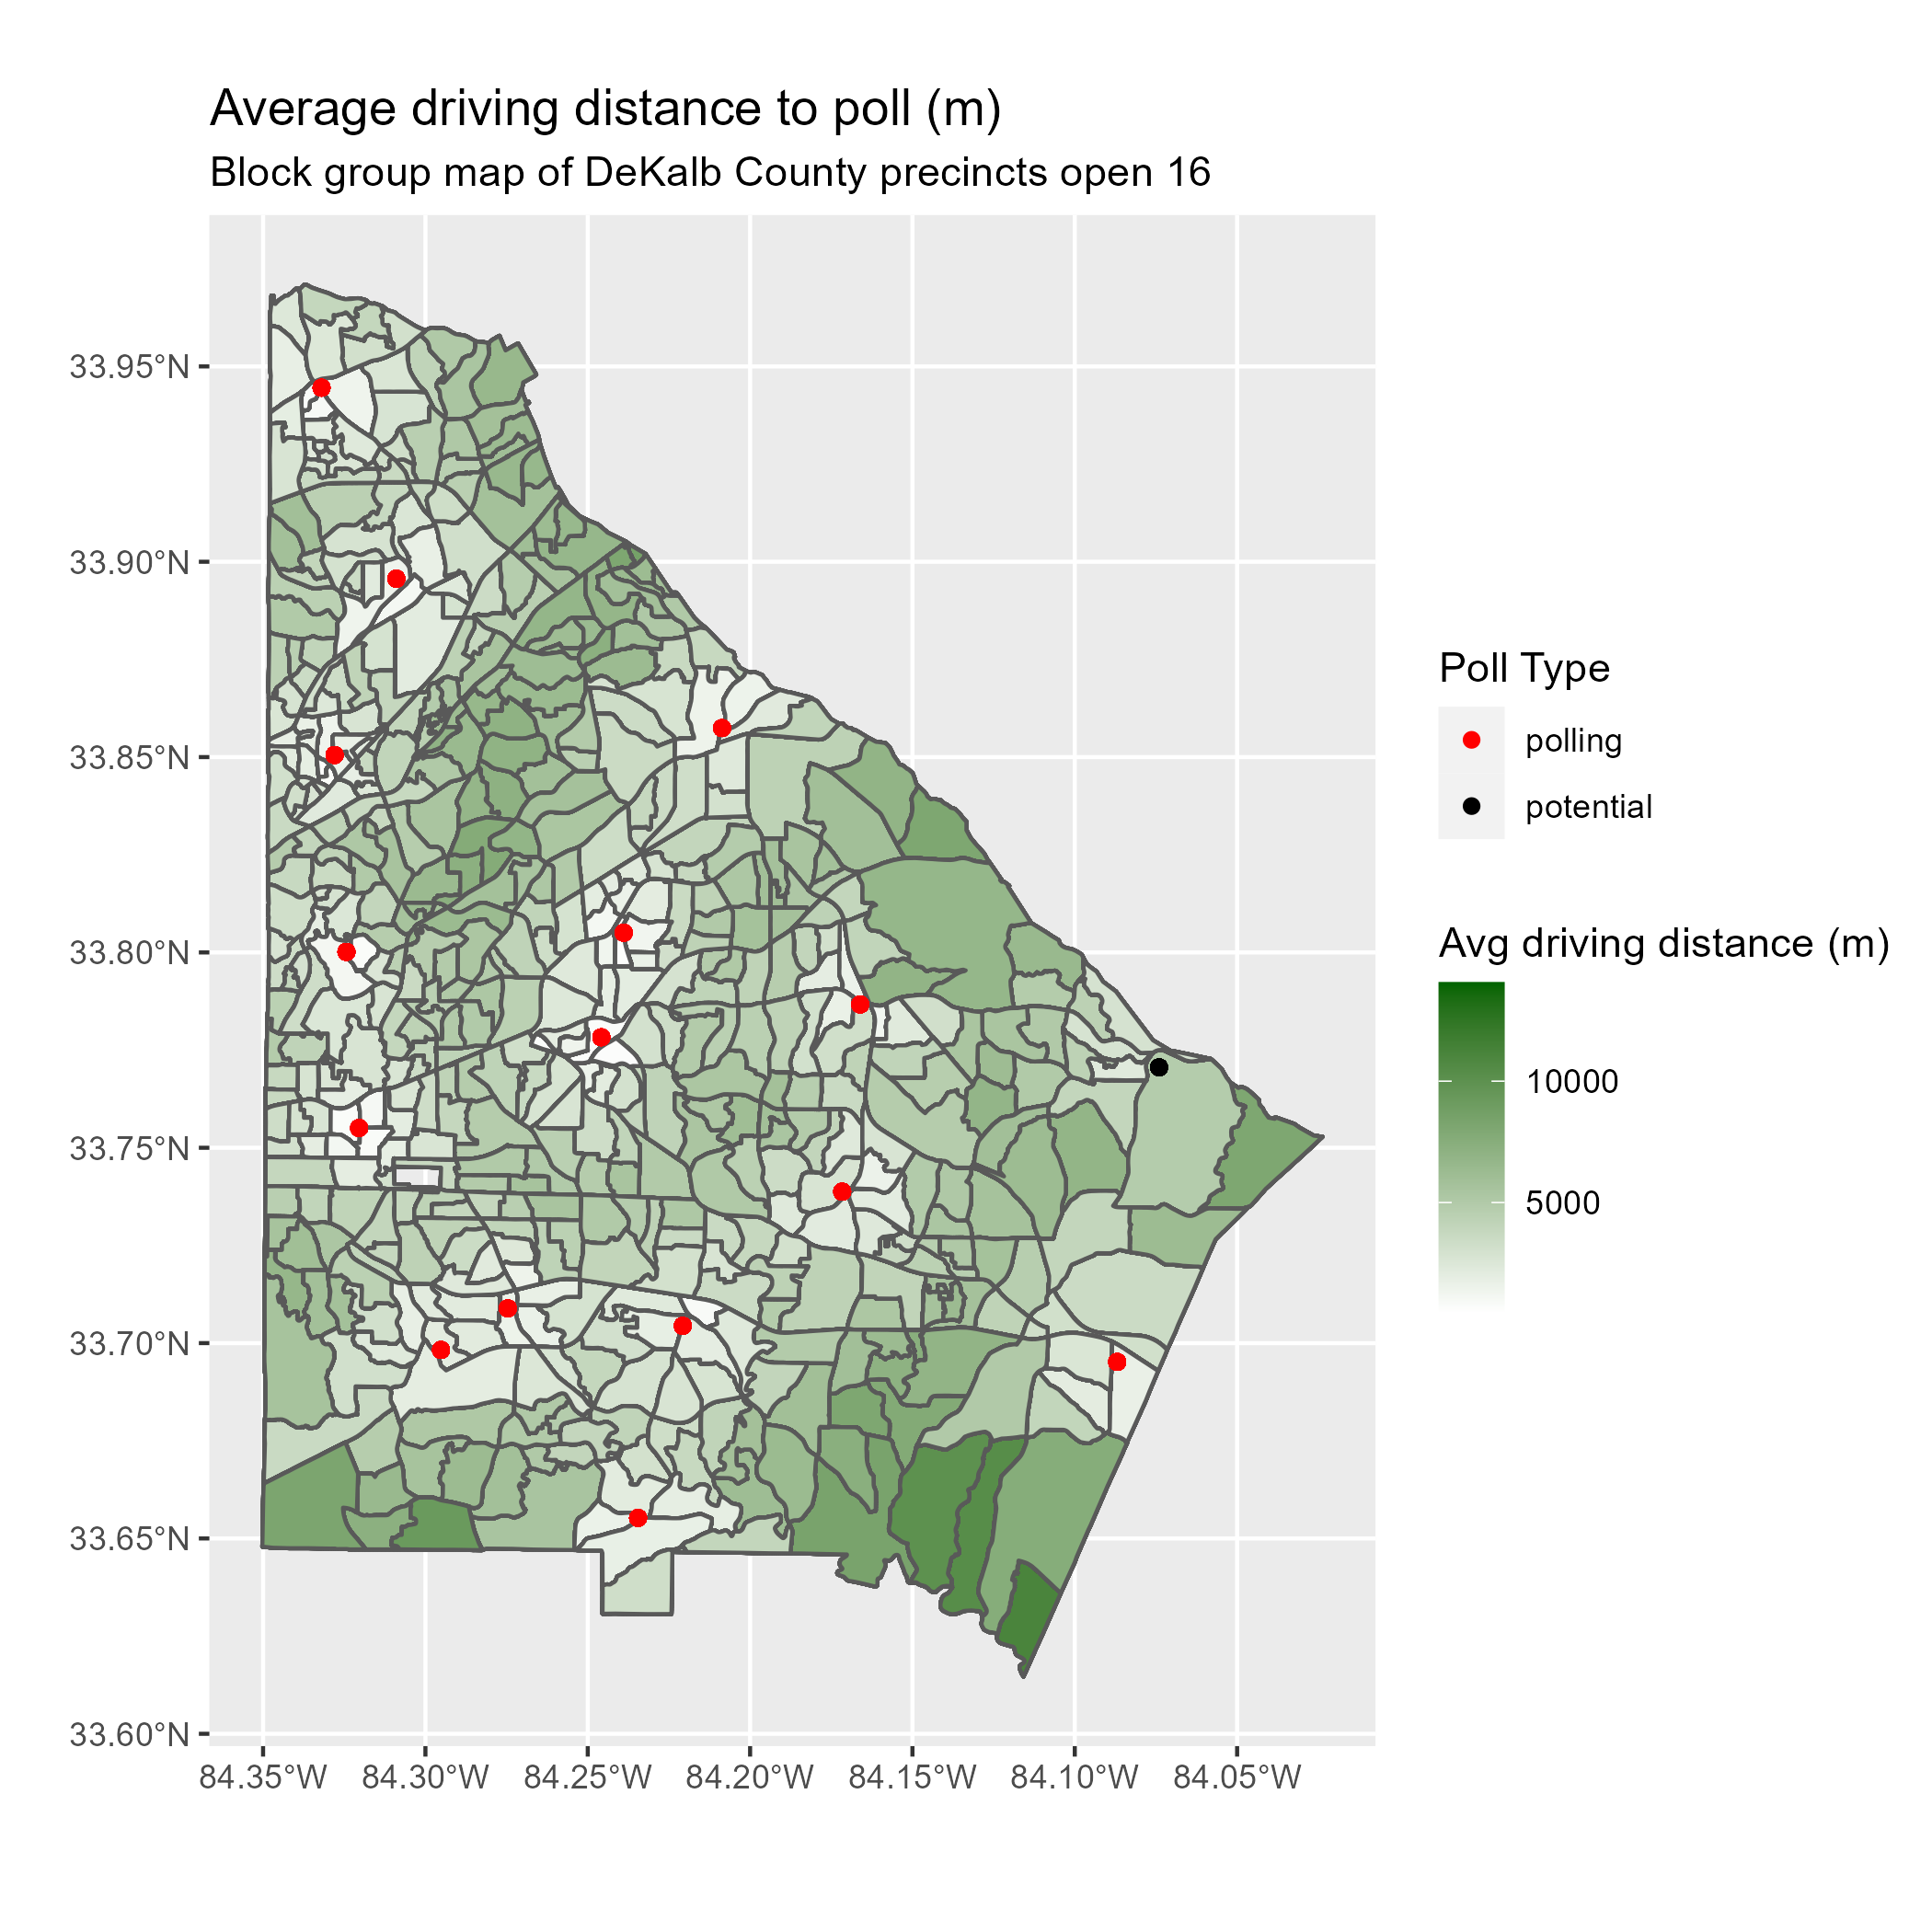 Average driving distance to poll (m)
Block group map of DeKalb County precincts open 16
33.95°N
33.90°N
33.85°N
33.80°N
33.75°N
33.70°N
33.65°N
33.60°N
84.35°W 84.30°W 84.25°W 84.20°W 84.15°W 84.10°W 84.05°W
Poll Type
polling
potential
Avg driving distance (m)
10000
5000